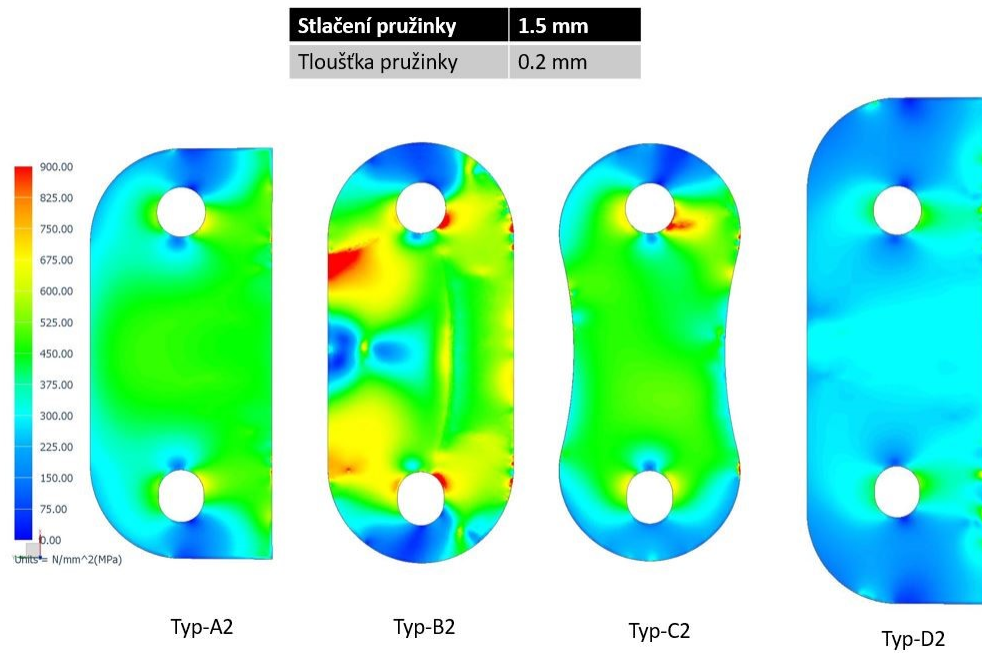 Stlačení pružinky 1.5 mm
Tloušťka pružinky 0.2 mm
900.00
825.00
750.00
675.00
600.00
525.00
450.00
375.00
300.00
225.00
150.00
75.00
0.00
Units = N/mm^2(MPa)
Typ-A2
Typ-B2
Typ-C2
Typ-D2